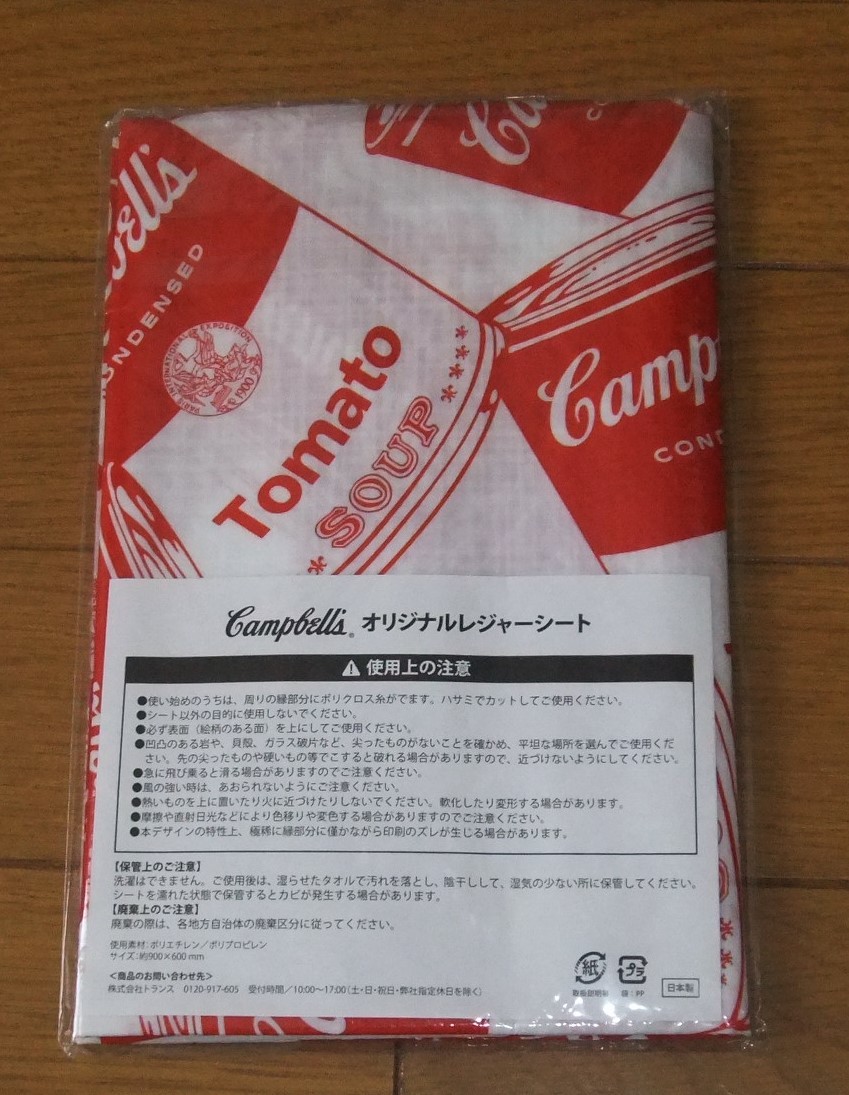 Ca
bell's
ONDENSED
PARIS INTERNATIONAL EXPOSITION
1900
Tomato
SOUP
Camp
COND
Campbell's® オリジナルレジャーシート
使用上の注意
●使い始めのうちは、周りの縁部分にポリクロス糸がでます。ハサミでカットしてご使用ください。
●シート以外の目的に使用しないでください。
●必ず表面（絵柄のある面）を上にしてご使用ください。
●凹凸のある岩や、貝殻、ガラス破片など、尖ったものがないことを確かめ、平坦な場所を選んでご使用くだ
さい。先の尖ったものや硬いもの等でこすると破れる場合がありますので、近づけないようにしてください。
●急に飛び乗ると滑る場合がありますのでご注意ください。
●風の強い時は、あおられないようにご注意ください。
●熱いものを上に置いたり火に近づけたりしないでください。軟化したり変形する場合があります。
●摩擦や直射日光などにより色移りや変色する場合がありますのでご注意ください。
●本デザインの特性上、極稀に縁部分に僅かながら印刷のズレが生じる場合があります。
【保管上のご注意】
洗濯はできません。ご使用後は、湿らせたタオルで汚れを落とし、陰干しして、湿気の少ない所に保管してください。
シートを濡れた状態で保管するとカビが発生する場合があります。
【廃棄上のご注意】
廃棄の際は、各地方自治体の廃棄区分に従ってください。
使用素材：ポリエチレン／ポリプロピレン
サイズ：約900×600mm
<商品のお問い合わせ先>
株式会社トランス 0120-917-605 受付時間／10:00～17:00（土・日・祝日・弊社指定休日を除く）
紙
取扱説明書
プラ
袋：PP
日本製